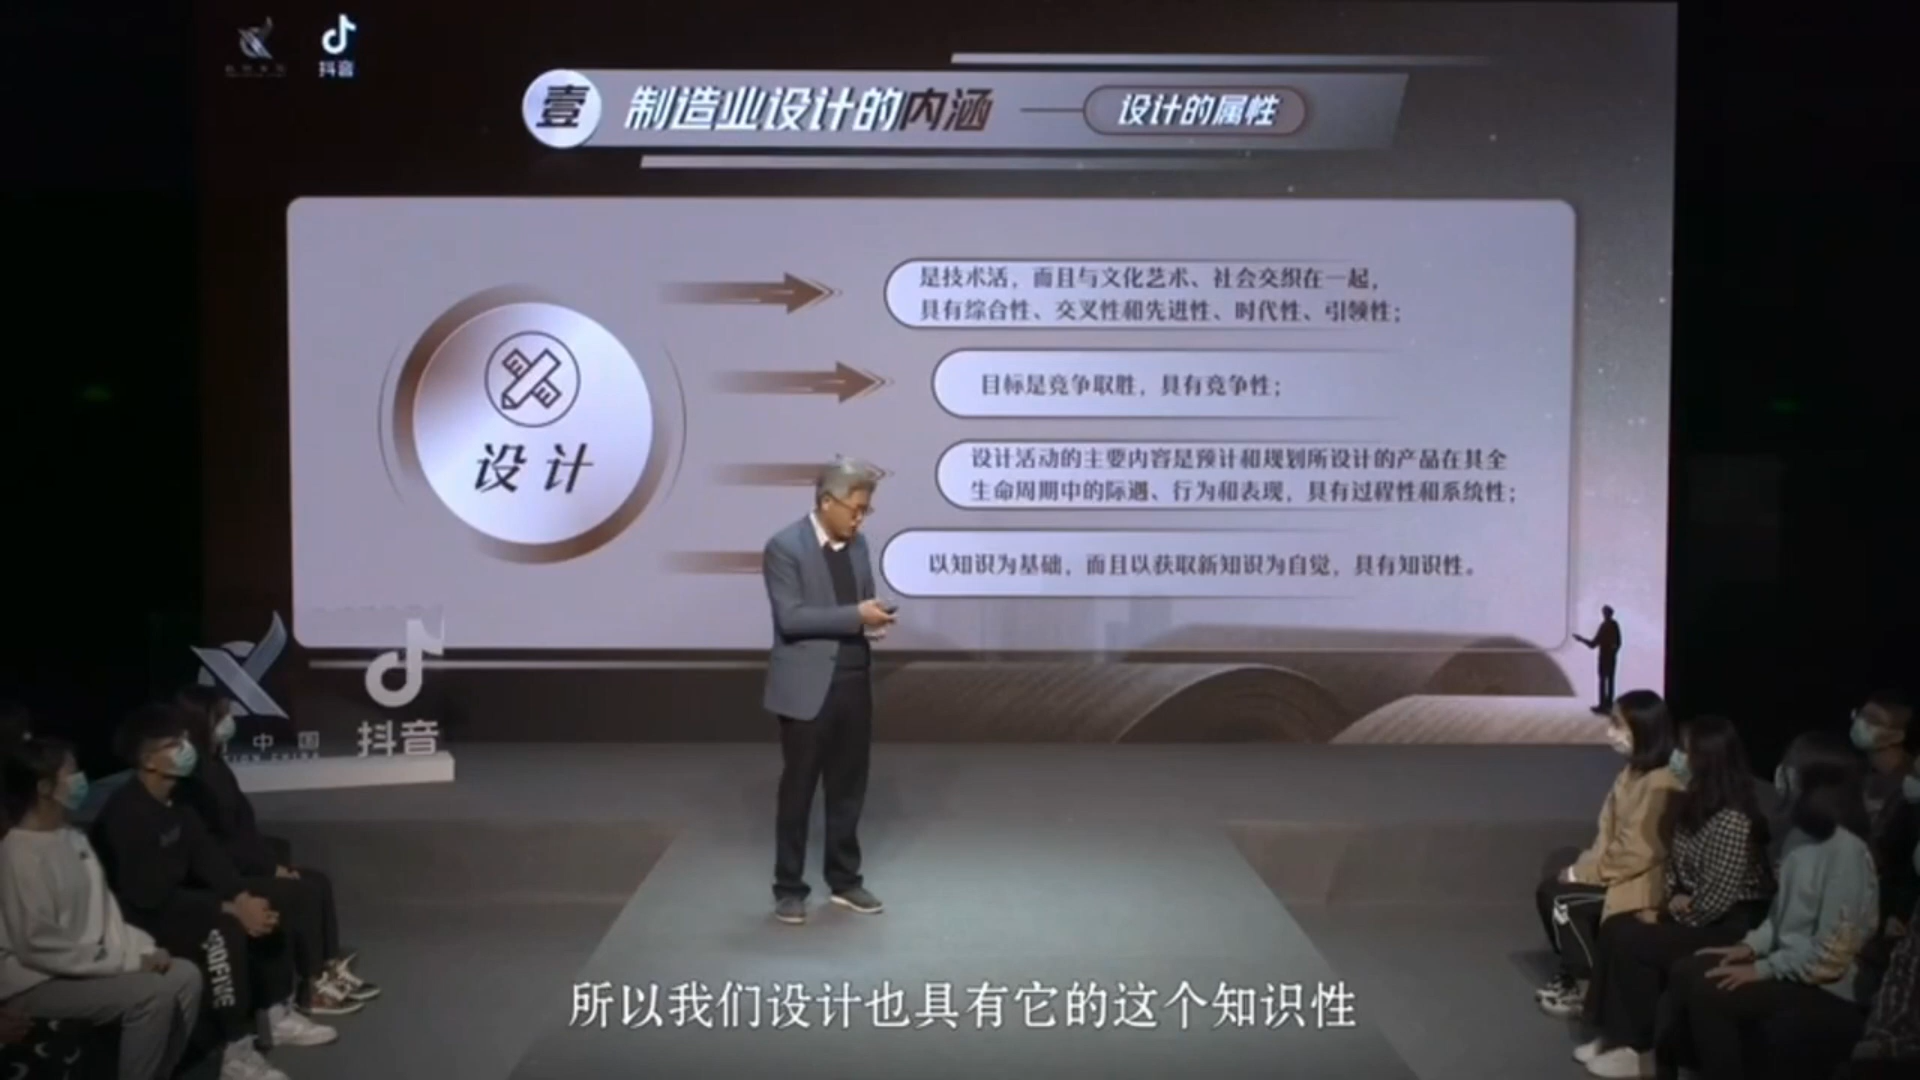 抖音
壹 制造业设计的内涵 设计的属性
是技术活，而且与文化艺术、社会交织在一起，
具有综合性、交叉性和先进性、时代性、引领性；
目标是竞争取胜，具有竞争性；
设计
设计活动的主要内容是预计和规划所设计的产品在其全
生命周期中的际遇、行为和表现，具有过程性和系统性；
以知识为基础，而且以获取新知识为自觉，具有知识性。
中国
抖音
所以我们设计也具有它的这个知识性